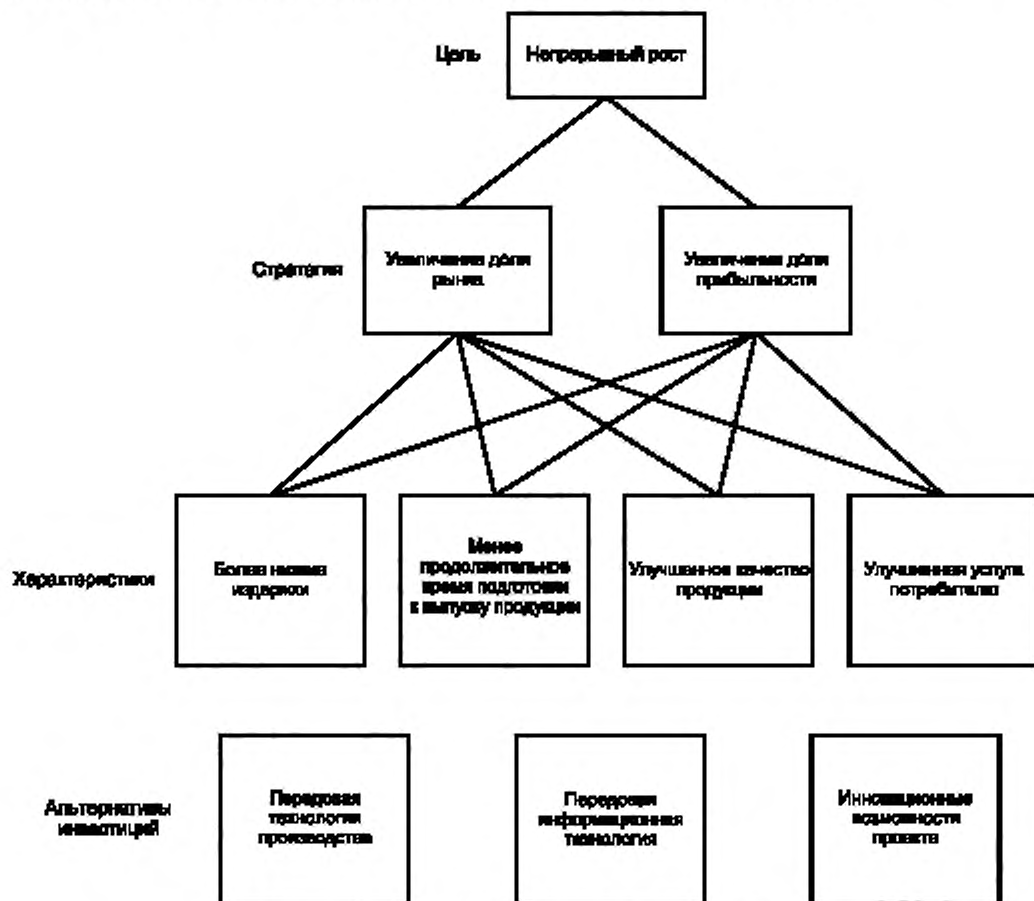 Цель
Непрерывный рост
Стратегия
Увеличение доли
рынка
Увеличение доли
прибыльности
Характеристики
Более низкие
издержки
Менее
продолжительное
время подготовки
к выпуску продукции
Улучшенное качество
продукции
Улучшенная услуга
потребителю
Альтернативы
инвестиций
Передовая
технология
производства
Передовая
информационная
технология
Инновационные
возможности
проекта